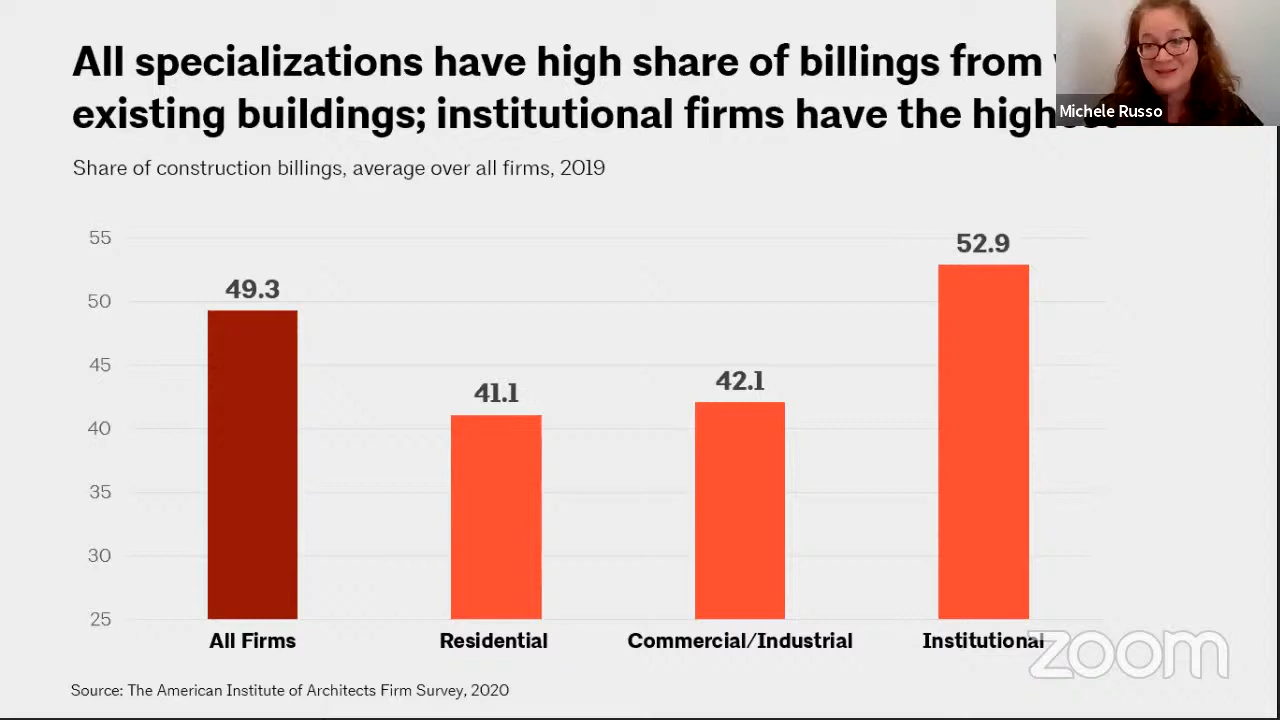 All specializations have high share of billings from
existing buildings; institutional firms have the highest
Michele Russo
Share of construction billings, average over all firms, 2019
55
50
45
40
35
30
25
49.3
41.1
42.1
52.9
All Firms
Residential
Commercial/Industrial
Institutional
zoom
Source: The American Institute of Architects Firm Survey, 2020